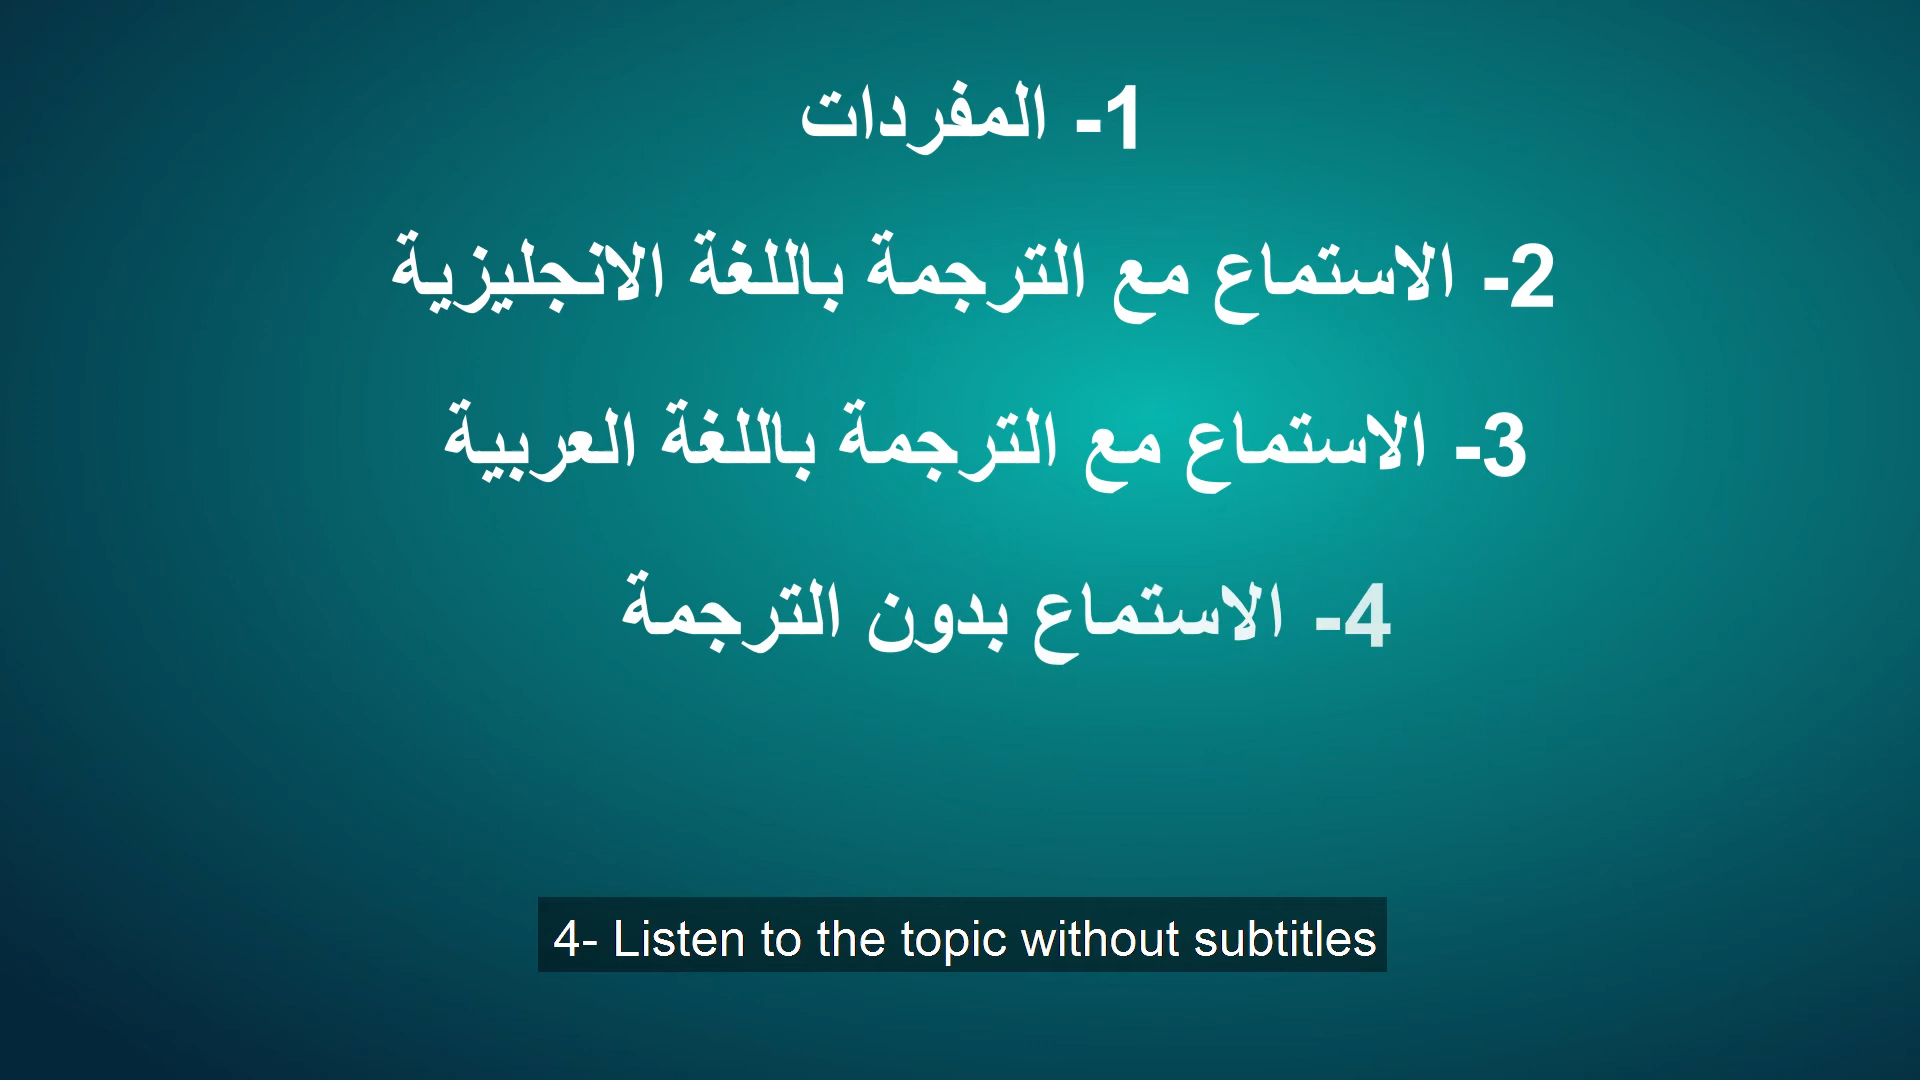 1- المفردات
2- الاستماع مع الترجمة باللغة الانجليزية
3- الاستماع مع الترجمة باللغة العربية
4- الاستماع بدون الترجمة
4- Listen to the topic without subtitles